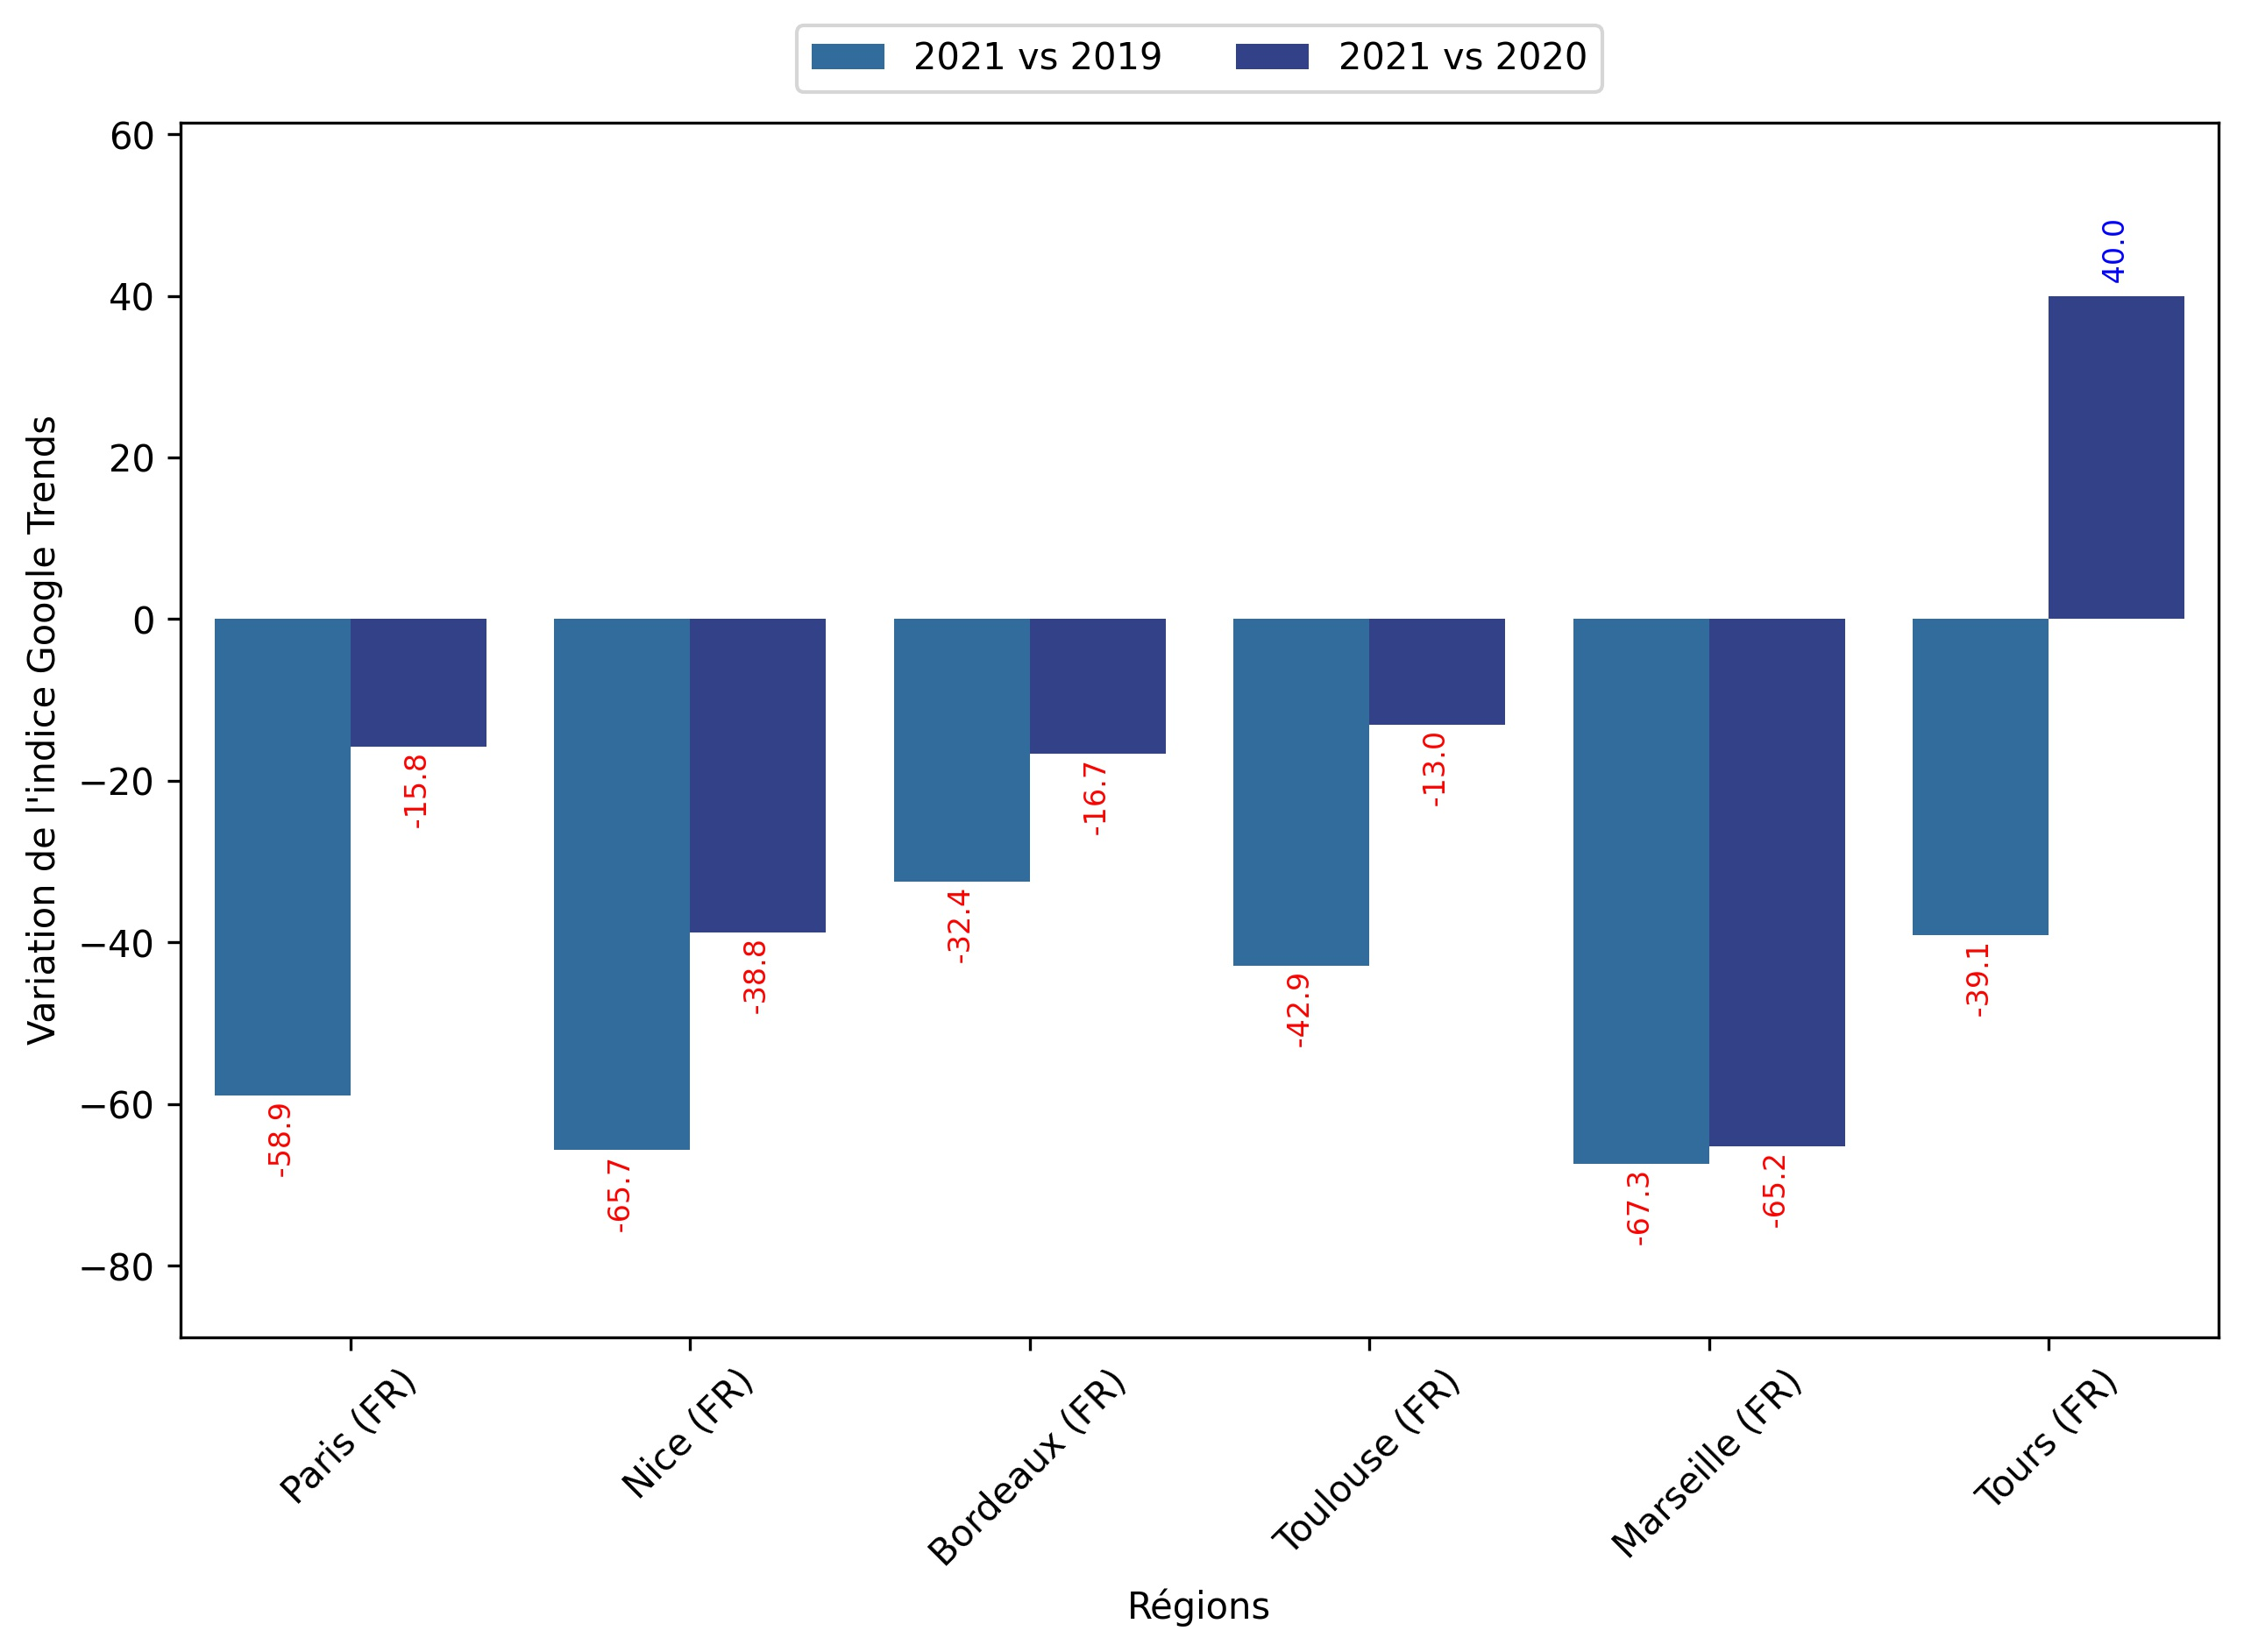 2021 vs 2019 2021 vs 2020
Variation de l'indice Google Trends
60
40
20
0
−20
−40
−60
−80
-58.9
-15.8
-65.7
-38.8
-32.4
-16.7
-42.9
-13.0
-67.3
-65.2
-39.1
40.0
Paris (FR)
Nice (FR)
Bordeaux (FR)
Toulouse (FR)
Marseille (FR)
Tours (FR)
Régions